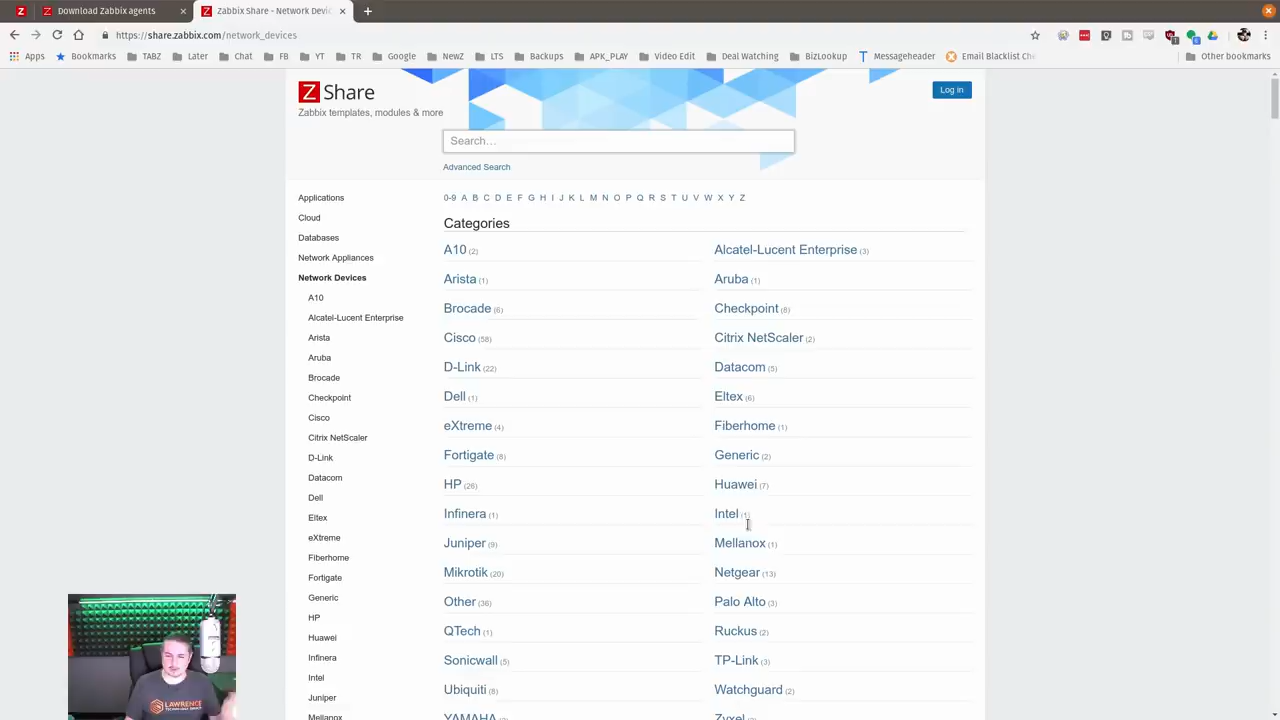 Download Zabbix agents
Zabbix Share - Network Devi
https://share.zabbix.com/network_devices
Apps
Bookmarks
TABZ
Later
Chat
FB
YT
TR
Google
NewZ
LTS
Backups
APK_PLAY
Video Edit
Deal Watching
BizLookup
Messageheader
Email Blacklist Che
Other bookmarks
Z Share
Log in
Zabbix templates, modules & more
Search...
Advanced Search
0-9 A B C D E F G H I J K L M N O P Q R S T U V W X Y Z
Applications
Cloud
Databases
Network Appliances
Network Devices
A10
Alcatel-Lucent Enterprise
Arista
Aruba
Brocade
Checkpoint
Cisco
Citrix NetScaler
D-Link
Datacom
Dell
Eltex
eXtreme
Fiberhome
Fortigate
Generic
HP
Huawei
Infinera
Intel
Juniper
Mellanox
Categories
A10 (2)
Alcatel-Lucent Enterprise (3)
Arista (1)
Aruba (1)
Brocade (6)
Checkpoint (8)
Cisco (58)
Citrix NetScaler (2)
D-Link (22)
Datacom (5)
Dell (1)
Eltex (6)
eXtreme (4)
Fiberhome (1)
Fortigate (8)
Generic (2)
HP (26)
Huawei (7)
Infinera (1)
Intel (1)
Juniper (9)
Mellanox (1)
Mikrotik (20)
Netgear (13)
Other (36)
Palo Alto (3)
QTech (1)
Ruckus (2)
Sonicwall (5)
TP-Link (3)
Ubiquiti (8)
Watchguard (2)
YAMAHA
Zyxel
LAWRENCE